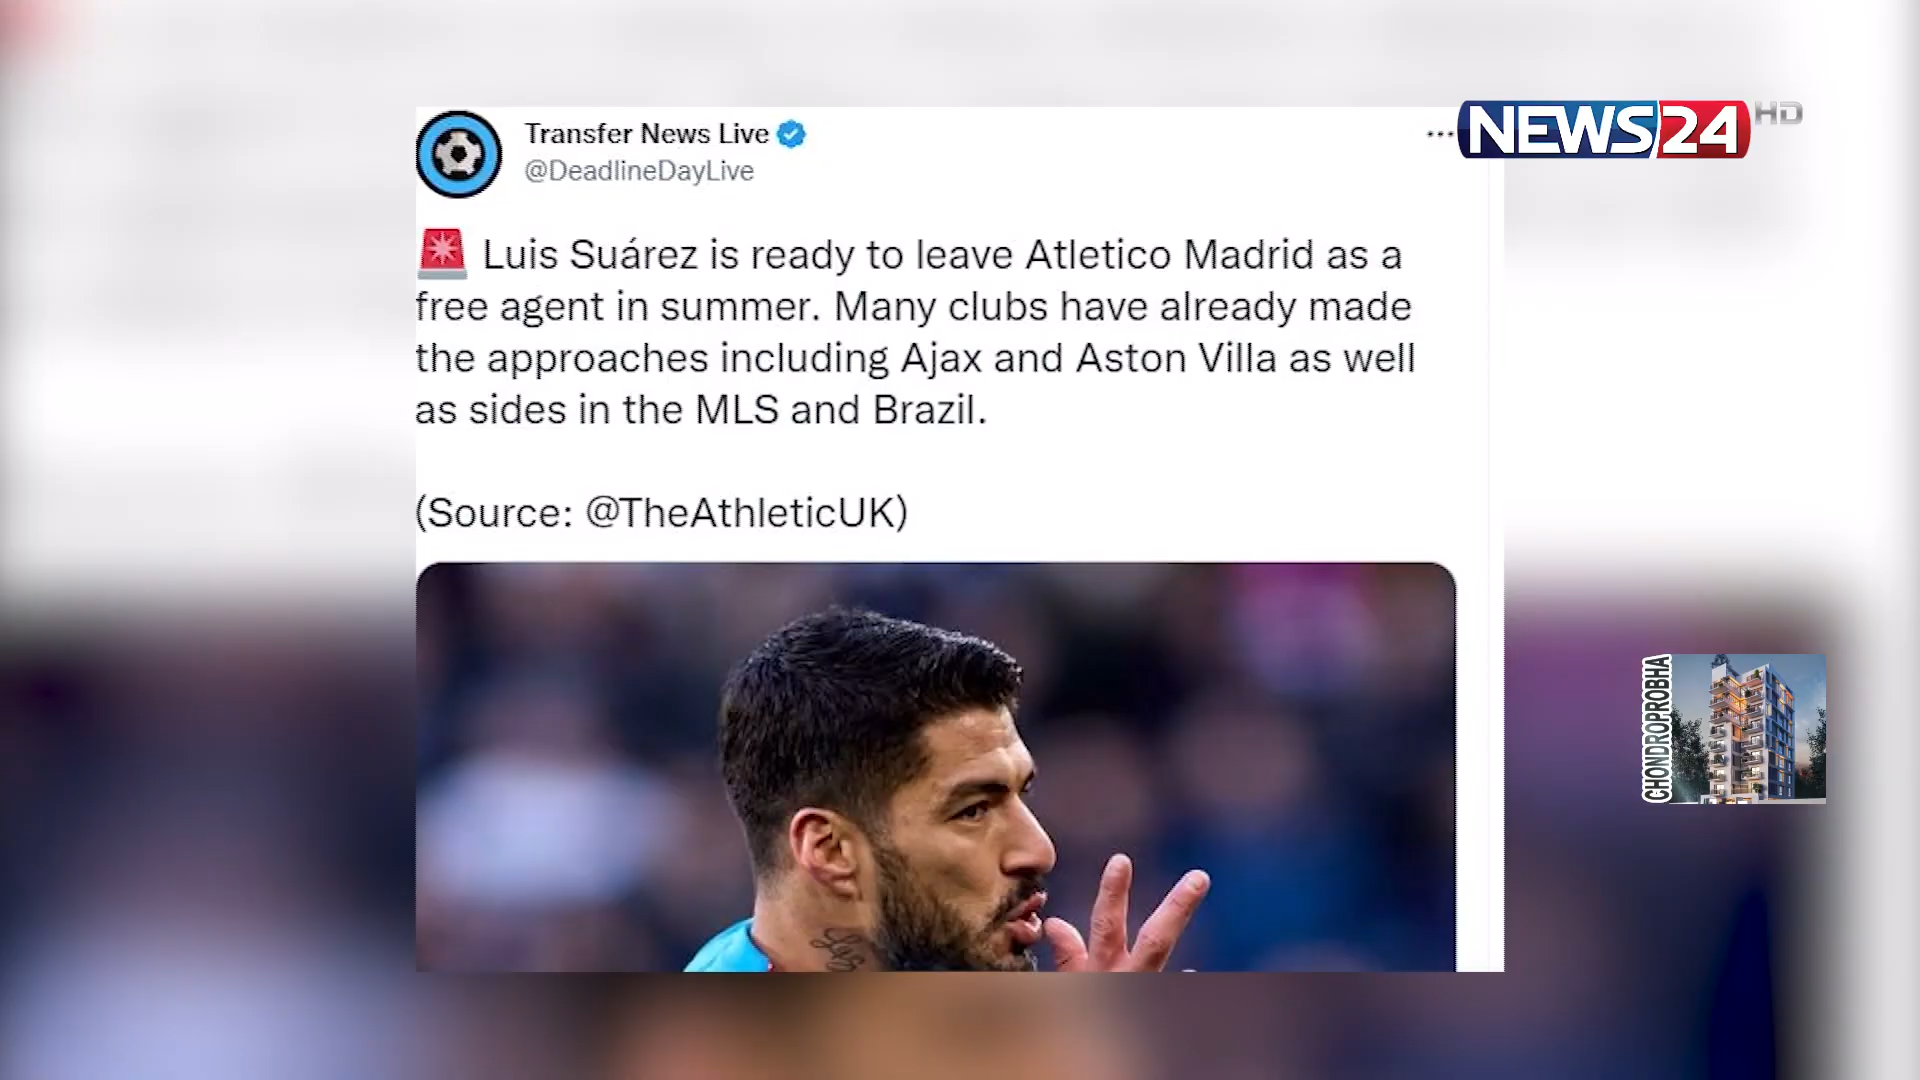 Transfer News Live
@DeadlineDayLive
NEWS24 HD
🚨 Luis Suárez is ready to leave Atletico Madrid as a
free agent in summer. Many clubs have already made
the approaches including Ajax and Aston Villa as well
as sides in the MLS and Brazil.
(Source: @TheAthleticUK)
CHONDROPROBHA